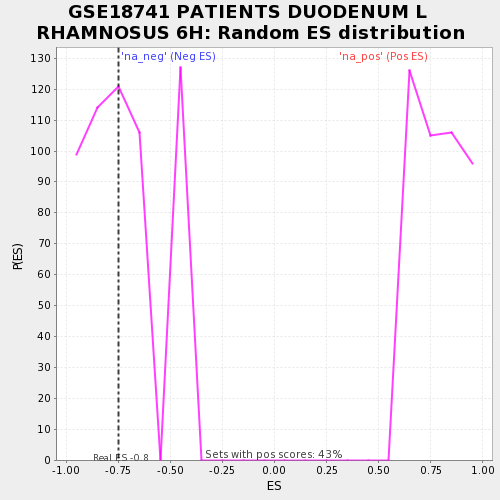 GSE18741 PATIENTS DUODENUM L
RHAMNOSUS 6H: Random ES distribution
'na_neg' (Neg ES)
'na_pos' (Pos ES)
130
120
110
100
90
80
70
60
50
40
30
20
10
0
P(ES)
Real ES -0.8
Sets with pos scores: 43%
-1.00 -0.75 -0.50 -0.25 0.00 0.25 0.50 0.75 1.00
ES